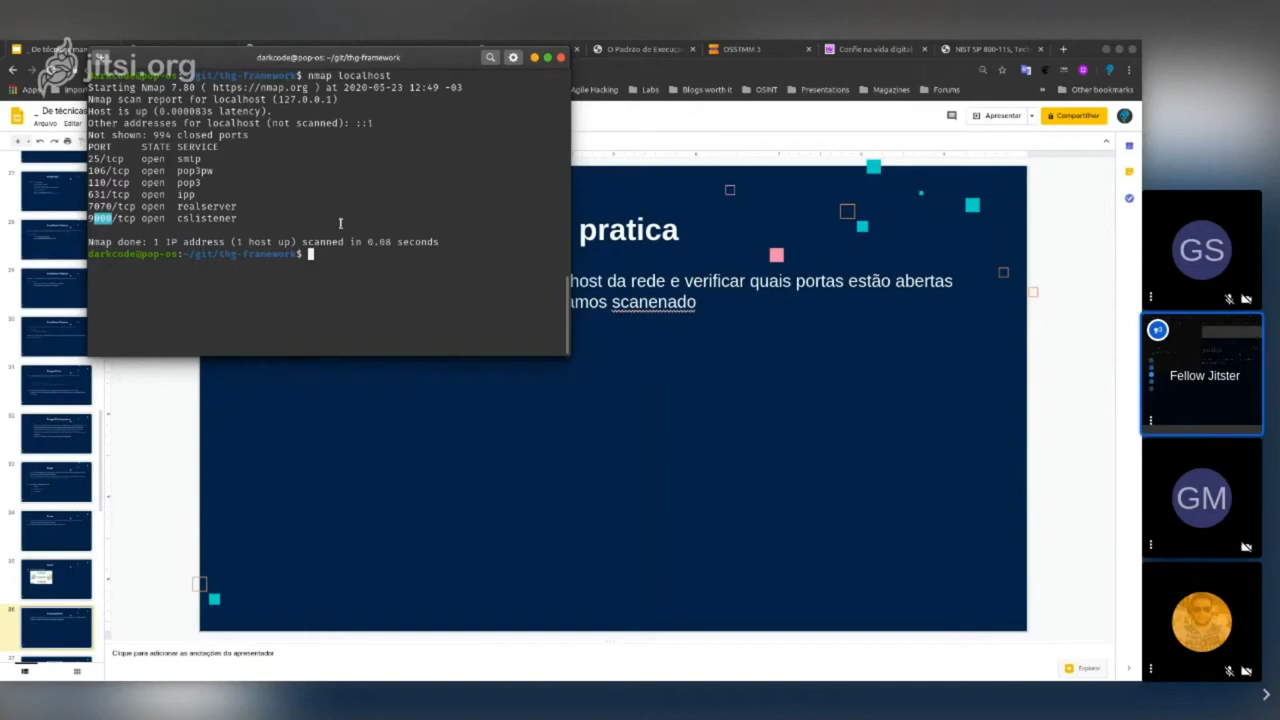 jitsi.org
De técnicas man
O Padrao de Execuça
OSSTMM 3
Confie na vida digital
NIST SP 800-115, Tech
darkcode@pop-os: ~/git/thg-framework
Agile Hacking
Labs
Blogs worth it
OSINT
Presentations
Pentesting
Magazines
Forums
Other bookmarks
De técnicas
Arquivo
Editar
Apresentar
Compartilhar
darkcode@pop-os:~/git/thg-framework$ nmap localhost
Starting Nmap 7.80 ( https://nmap.org ) at 2020-05-23 12:49 -03
Nmap scan report for localhost (127.0.0.1)
Host is up (0.000083s latency).
Other addresses for localhost (not scanned): ::1
Not shown: 994 closed ports
PORT STATE SERVICE
25/tcp open smtp
106/tcp open pop3pw
110/tcp open pop3
631/tcp open ipp
7070/tcp open realserver
9000/tcp open cslistener
Nmap done: 1 IP address (1 host up) scanned in 0.08 seconds
darkcode@pop-os:~/git/thg-framework$
pratica
host da rede e verificar quais portas estão abertas
amos scanenado
GS
Fellow Jitster
GM
Clique para adicionar as anotações do apresentador
Explorar